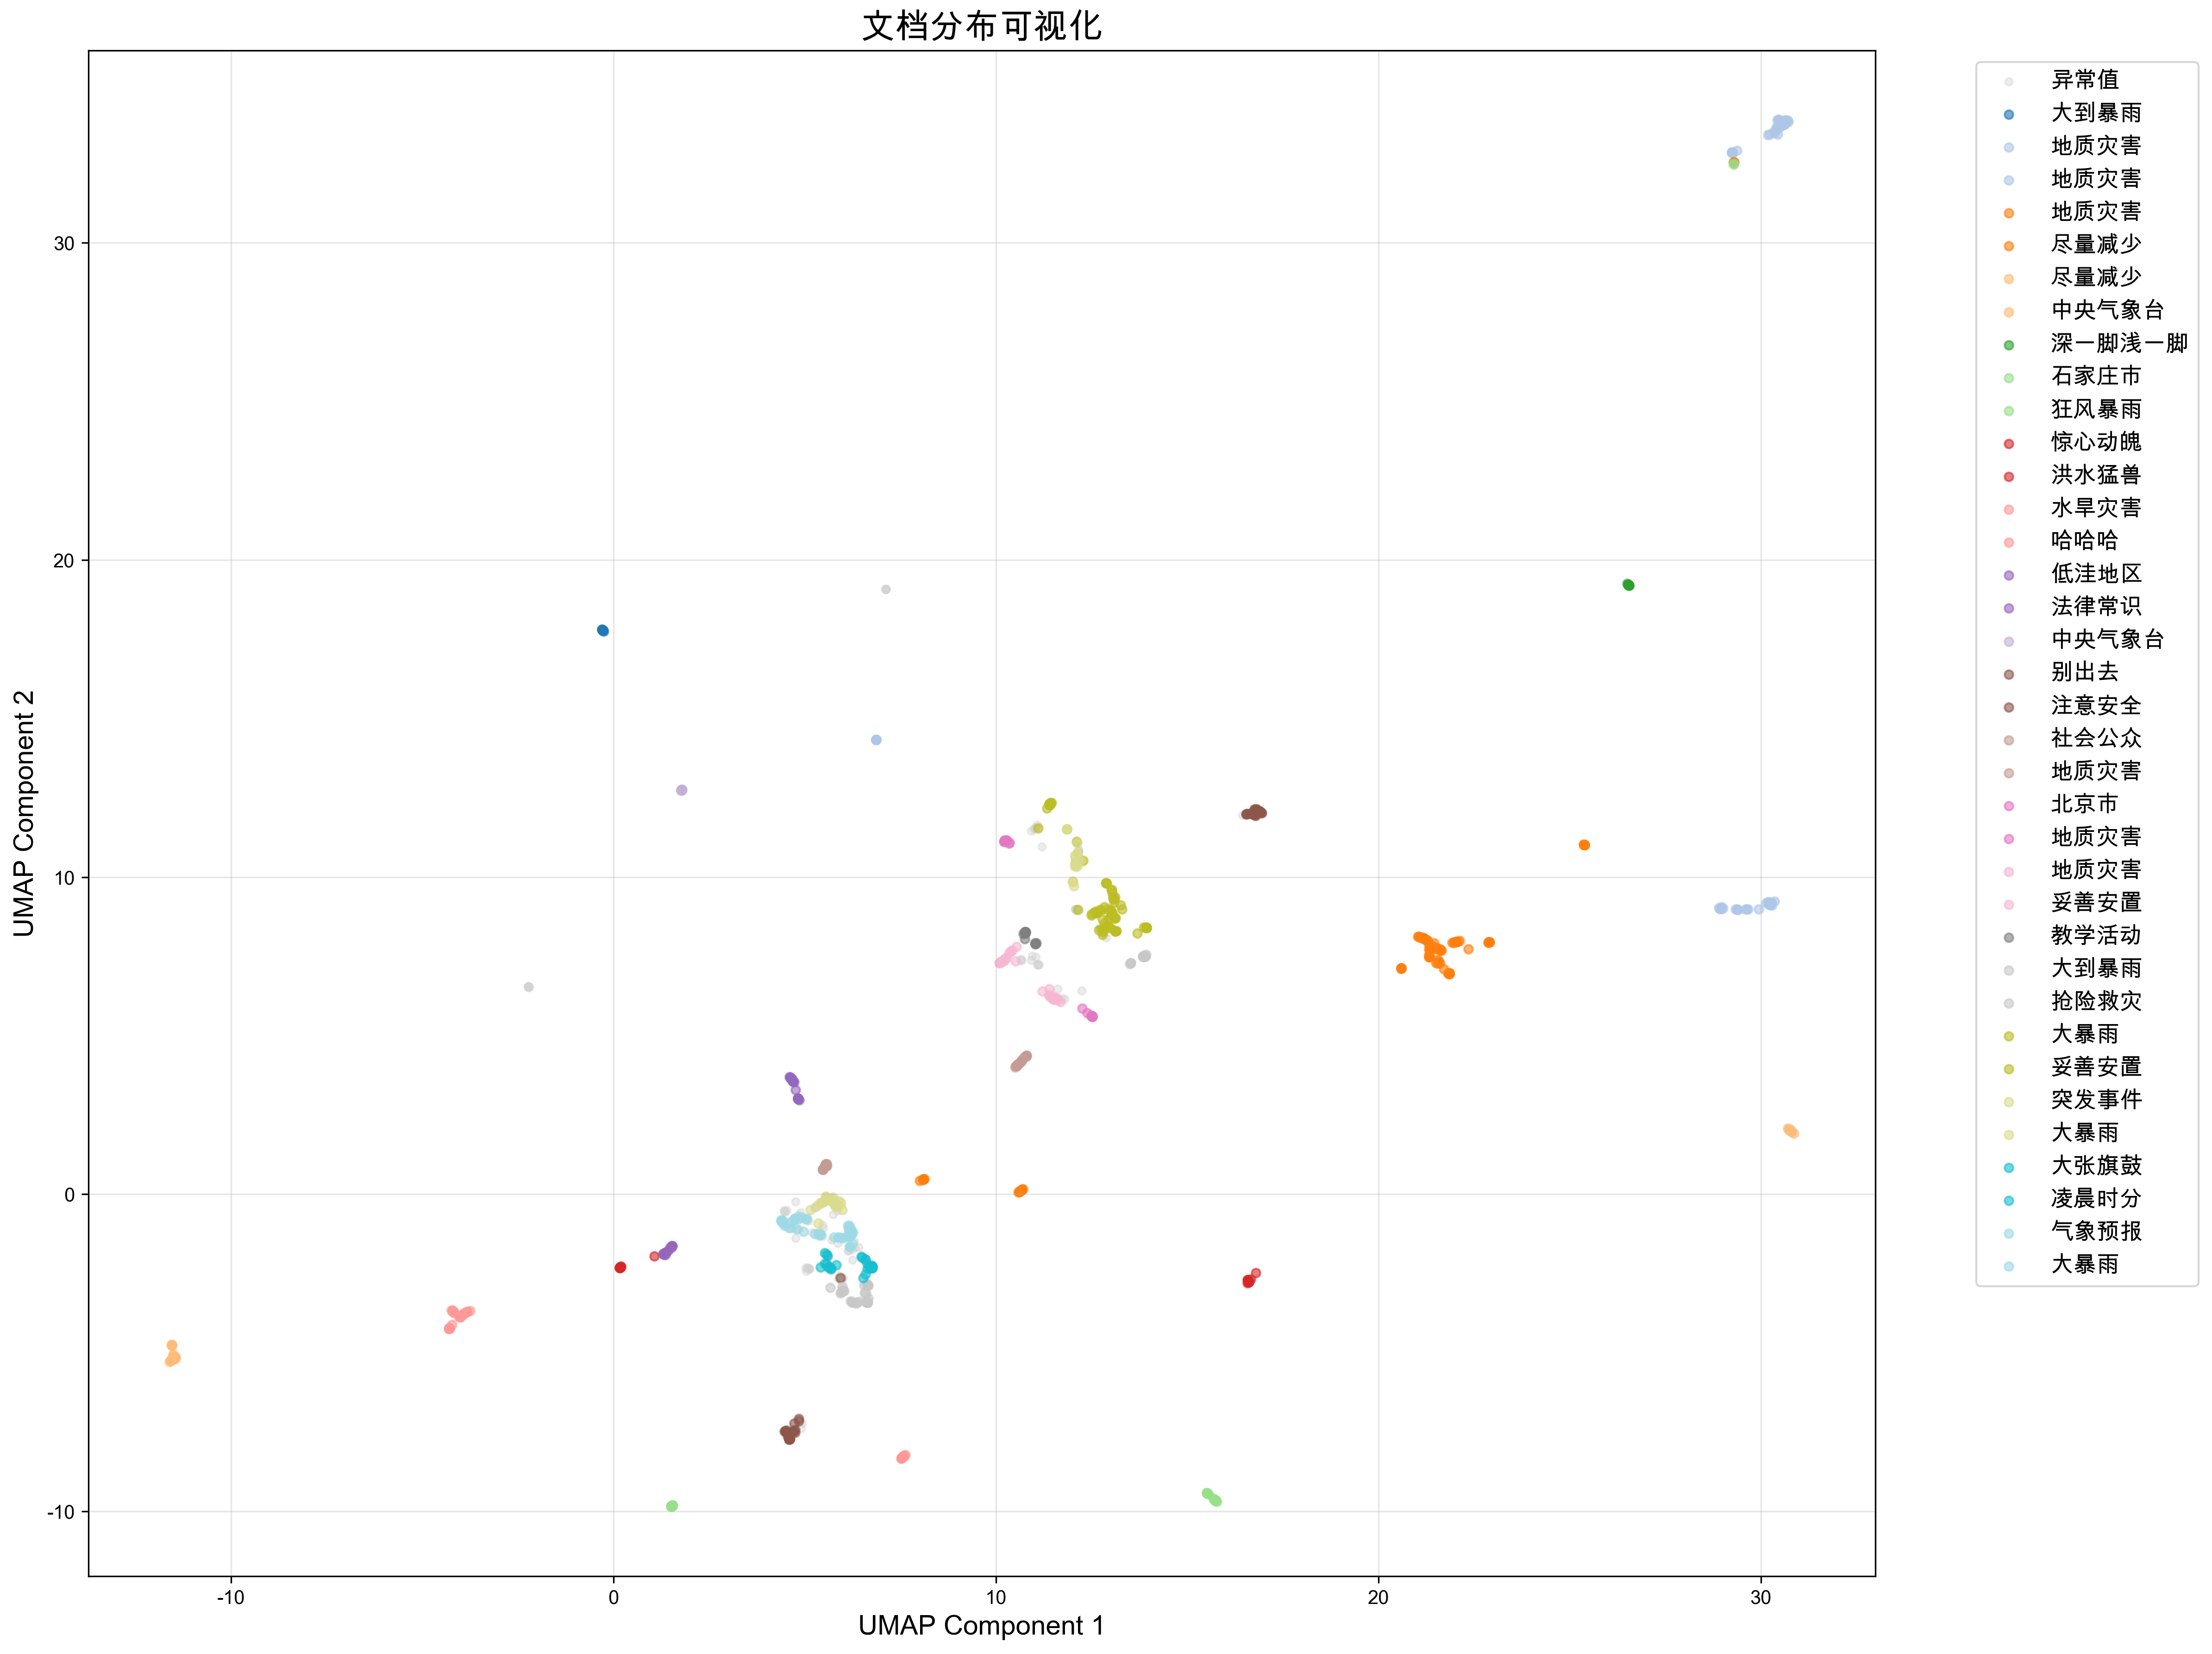 文档分布可视化
UMAP Component 2
30
20
10
0
-10
-10
0
10
20
30
UMAP Component 1
异常值
大到暴雨
地质灾害
地质灾害
地质灾害
尽量减少
尽量减少
中央气象台
深一脚浅一脚
石家庄市
狂风暴雨
惊心动魄
洪水猛兽
水旱灾害
哈哈哈
低洼地区
法律常识
中央气象台
别出去
注意安全
社会公众
地质灾害
北京市
地质灾害
地质灾害
妥善安置
教学活动
大到暴雨
抢险救灾
大暴雨
妥善安置
突发事件
大暴雨
大张旗鼓
凌晨时分
气象预报
大暴雨